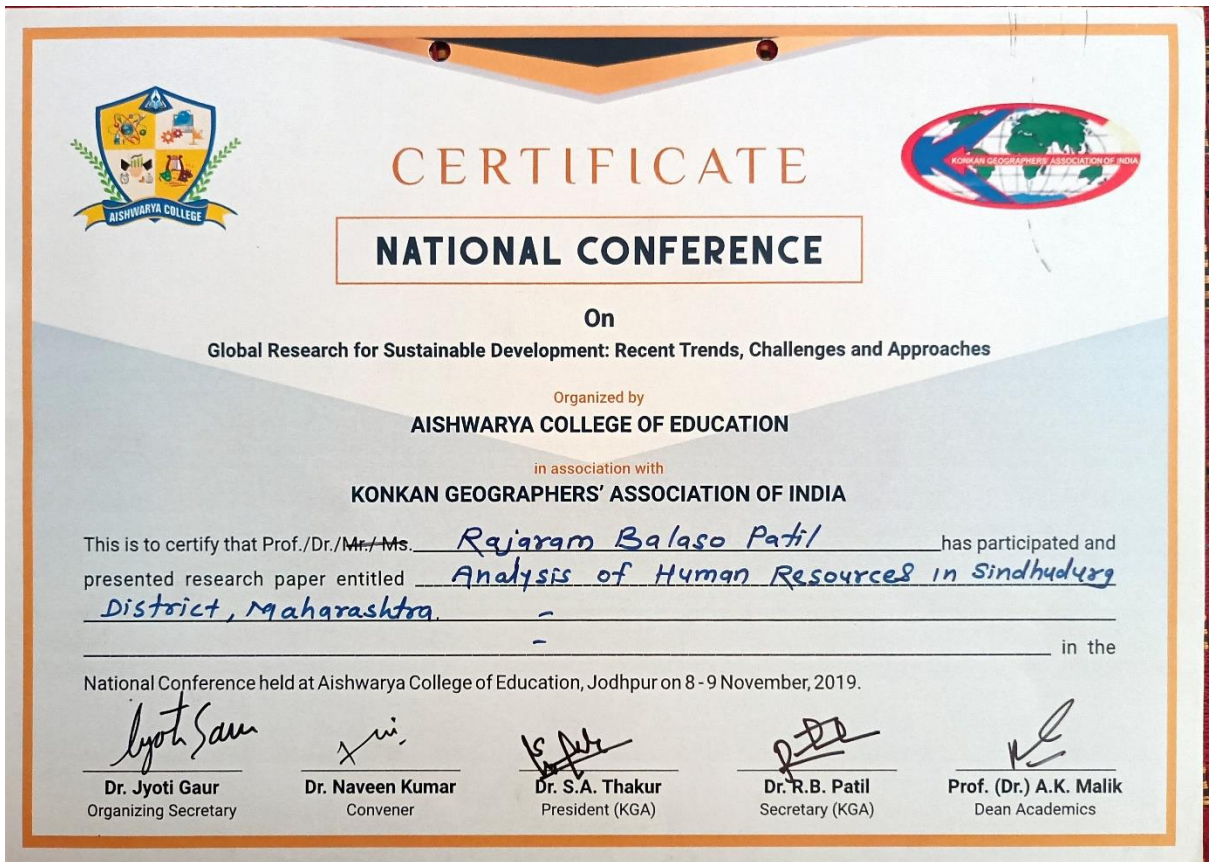 AISHWARYA COLLEGE
KONKAN GEOGRAPHERS' ASSOCIATION OF INDIA
CERTIFICATE
NATIONAL CONFERENCE
On
Global Research for Sustainable Development: Recent Trends, Challenges and Approaches
Organized by
AISHWARYA COLLEGE OF EDUCATION
in association with
KONKAN GEOGRAPHERS' ASSOCIATION OF INDIA
This is to certify that Prof./Dr./Mr./Ms. Rajaram Balaso Patil has participated and
presented research paper entitled Analysis of Human Resources in Sindhudurg
District, Maharashtra. -
- in the
National Conference held at Aishwarya College of Education, Jodhpur on 8-9 November, 2019.
Dr. Jyoti Gaur Dr. Naveen Kumar Dr. S.A. Thakur Dr. R.B. Patil Prof. (Dr.) A.K. Malik
Organizing Secretary Convener President (KGA) Secretary (KGA) Dean Academics